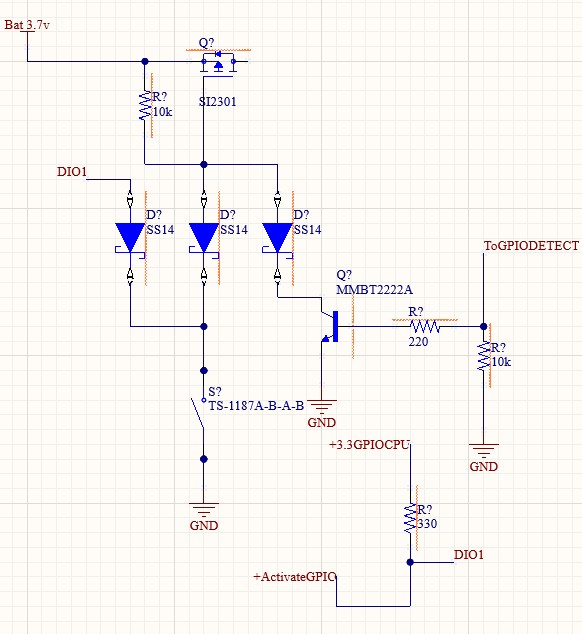 Bat 3.7v
Q?
SI2301
R?
10k
DIO1
D?
SS14
D?
SS14
D?
SS14
ToGPIODETECT
Q?
MMBT2222A
R?
220
R?
10k
S?
TS-1187A-B-A-B
GND
GND
GND
+3.3GPIOCPU
R?
330
DIO1
+ActivateGPIO